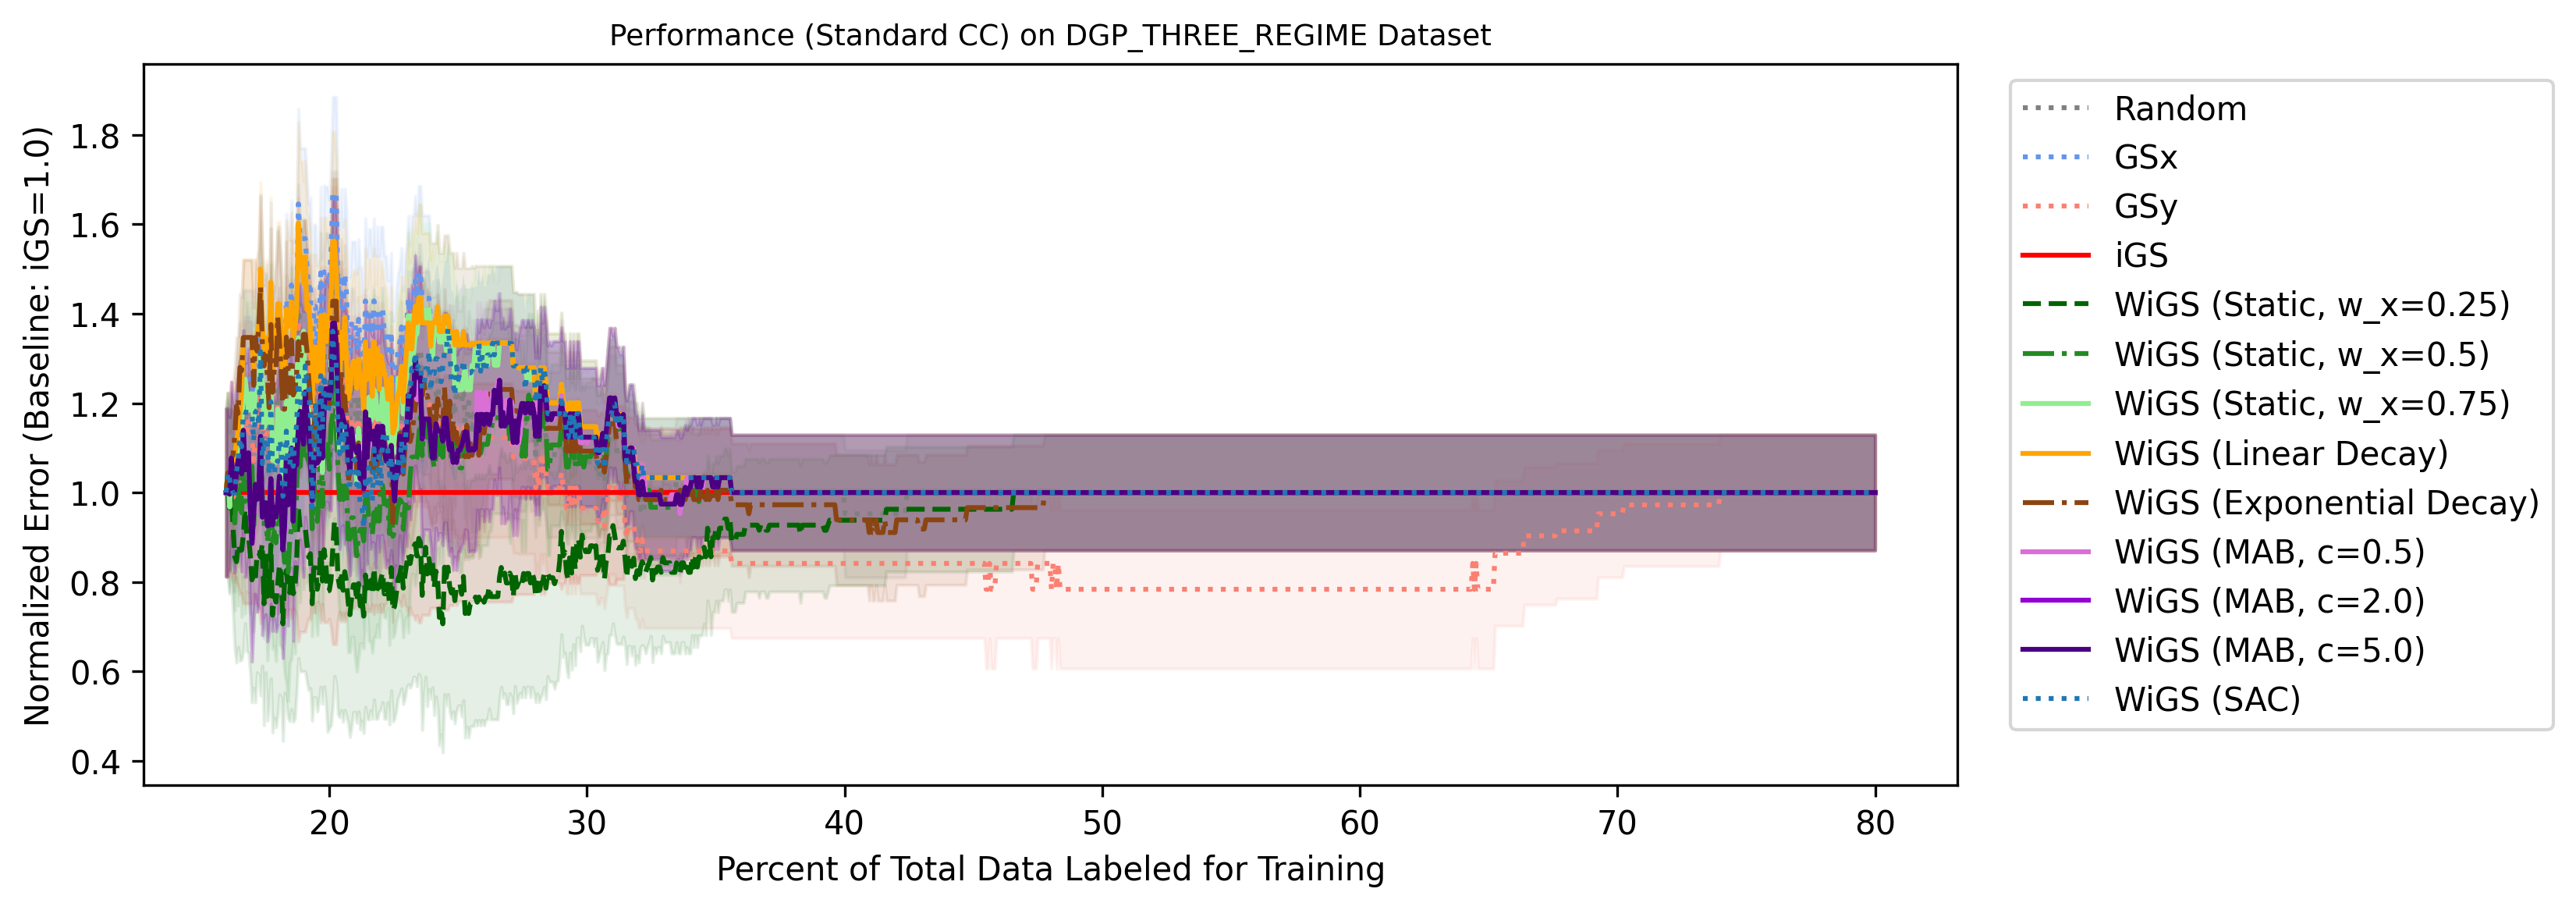 Performance (Standard CC) on DGP_THREE_REGIME Dataset
Normalized Error (Baseline: iGS=1.0)
1.8
1.6
1.4
1.2
1.0
0.8
0.6
0.4
20
30
40
50
60
70
80
Percent of Total Data Labeled for Training
Random
GSx
GSy
iGS
WiGS (Static, w_x=0.25)
WiGS (Static, w_x=0.5)
WiGS (Static, w_x=0.75)
WiGS (Linear Decay)
WiGS (Exponential Decay)
WiGS (MAB, c=0.5)
WiGS (MAB, c=2.0)
WiGS (MAB, c=5.0)
WiGS (SAC)